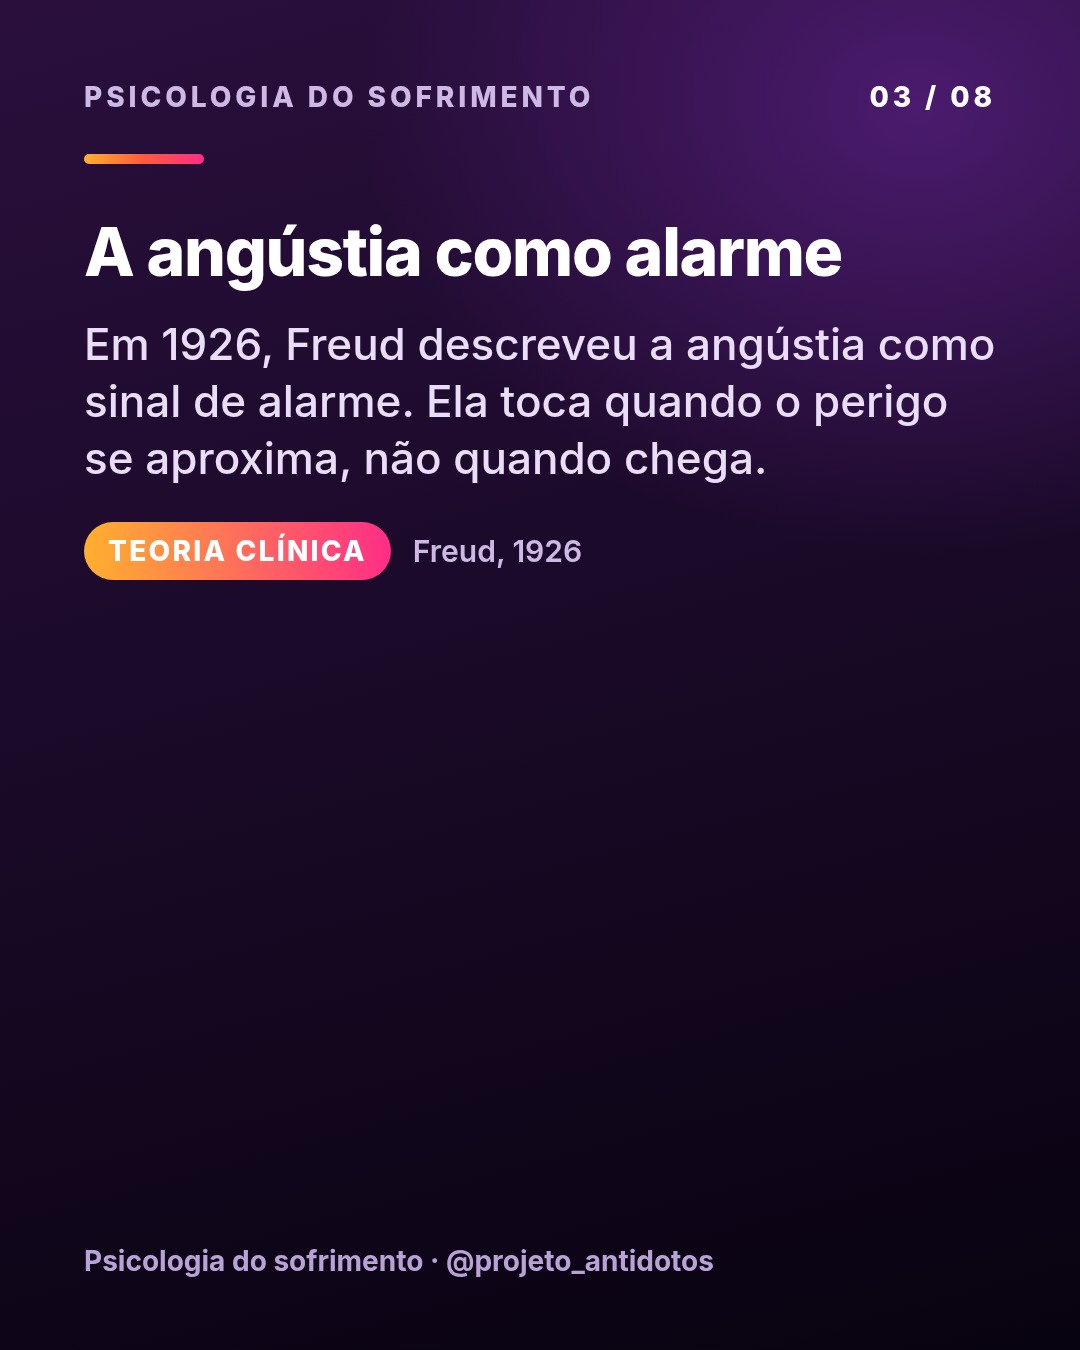 PSICOLOGIA DO SOFRIMENTO
03 / 08
A angústia como alarme
Em 1926, Freud descreveu a angústia como
sinal de alarme. Ela toca quando o perigo
se aproxima, não quando chega.
TEORIA CLÍNICA
Freud, 1926
Psicologia do sofrimento · @projeto_antidotos